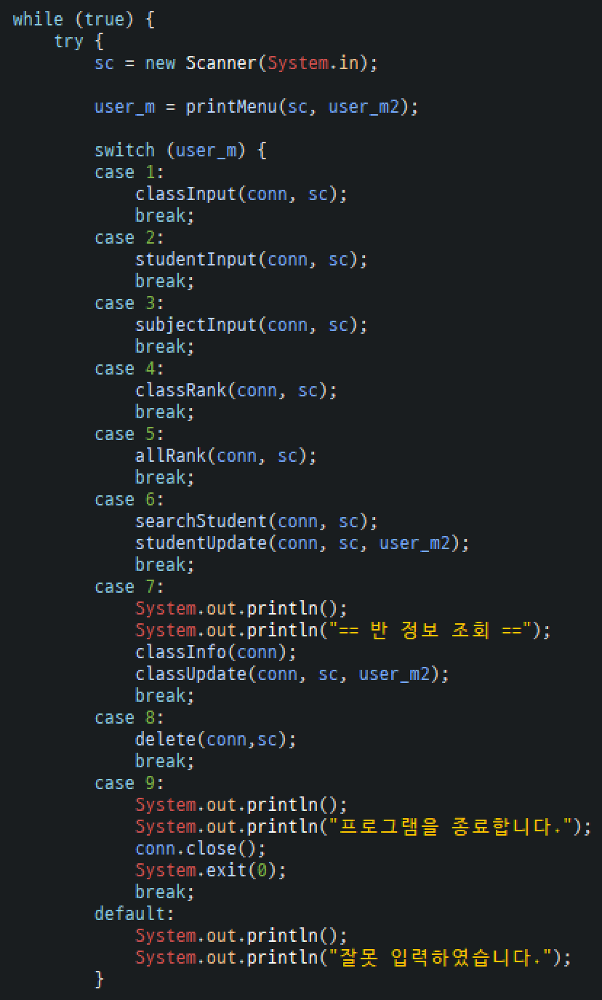 while (true) {
    try {
        sc = new Scanner(System.in);

        user_m = printMenu(sc, user_m2);

        switch (user_m) {
        case 1:
            classInput(conn, sc);
            break;
        case 2:
            studentInput(conn, sc);
            break;
        case 3:
            subjectInput(conn, sc);
            break;
        case 4:
            classRank(conn, sc);
            break;
        case 5:
            allRank(conn, sc);
            break;
        case 6:
            searchStudent(conn, sc);
            studentUpdate(conn, sc, user_m2);
            break;
        case 7:
            System.out.println();
            System.out.println("== 반 정보 조회 ==");
            classInfo(conn);
            classUpdate(conn, sc, user_m2);
            break;
        case 8:
            delete(conn,sc);
            break;
        case 9:
            System.out.println();
            System.out.println("프로그램을 종료합니다.");
            conn.close();
            System.exit(0);
            break;
        default:
            System.out.println();
            System.out.println("잘못 입력하였습니다.");
        }